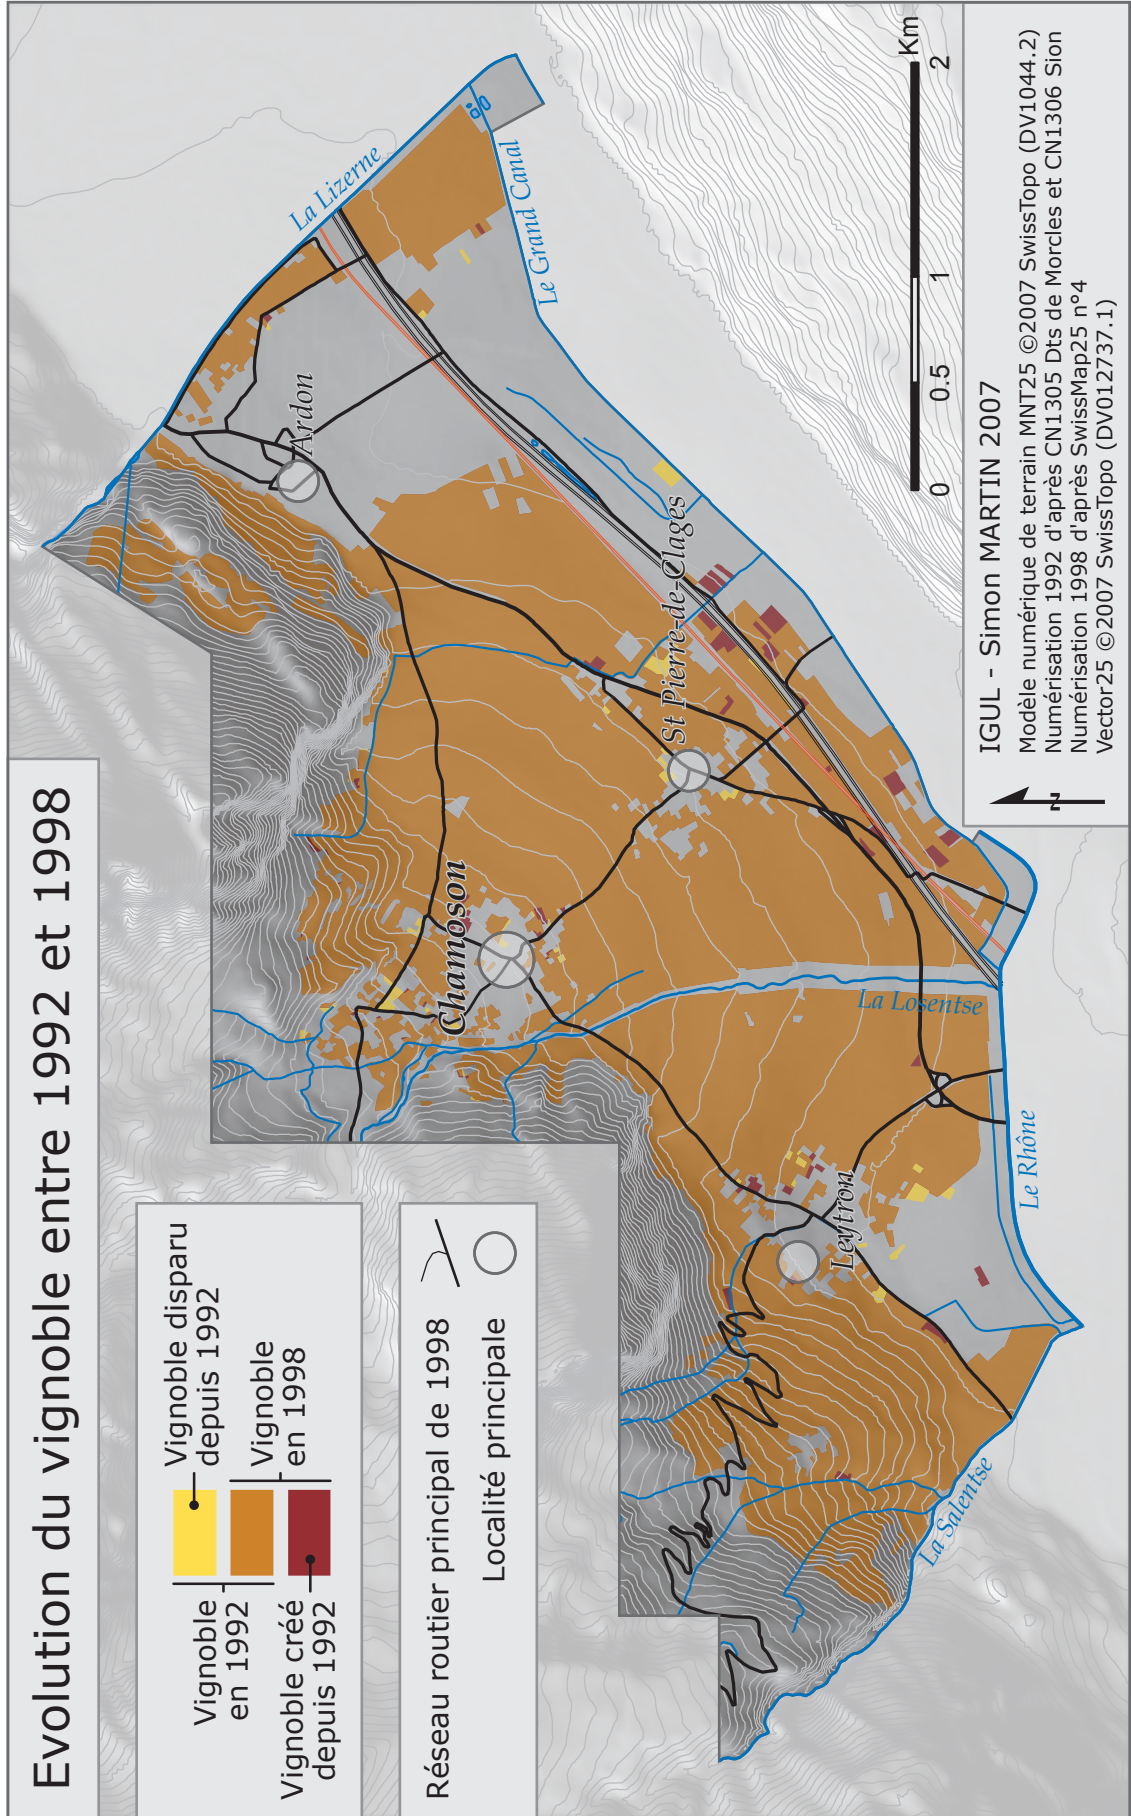 Evolution du vignoble entre 1992 et 1998
Vignoble
en 1992
Vignoble créé
depuis 1992
Vignoble disparu
depuis 1992
Vignoble
en 1998
Réseau routier principal de 1998
Localité principale
La Salentse
Leytron
Le Rhône
La Losentse
Chamoson
St Pierre-de-Clages
Ardon
La Lizerne
Le Grand Canal
0
0.5
1
2
Km
N
IGUL - Simon MARTIN 2007
Modèle numérique de terrain MNT25 ©2007 SwissTopo (DV1044.2)
Numérisation 1992 d'après CN1305 Dts de Morcles et CN1306 Sion
Numérisation 1998 d'après SwissMap25 n°4
Vector25 ©2007 SwissTopo (DV012737.1)